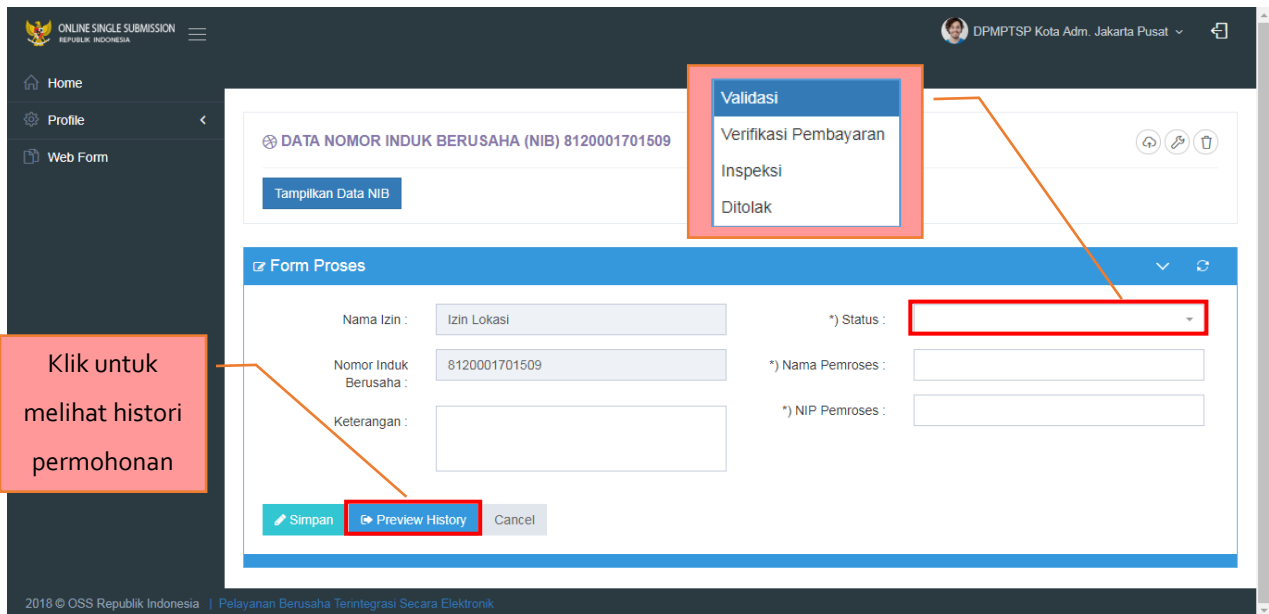 ONLINE SINGLE SUBMISSION
REPUBLIK INDONESIA
DPMPTSP Kota Adm. Jakarta Pusat
Home
Profile
Web Form
DATA NOMOR INDUK BERUSAHA (NIB) 8120001701509
Tampilkan Data NIB
Validasi
Verifikasi Pembayaran
Inspeksi
Ditolak
Form Proses
Nama Izin :
Izin Lokasi
*) Status :
Nomor Induk
Berusaha :
8120001701509
*) Nama Pemroses :
Keterangan :
*) NIP Pemroses :
Klik untuk
melihat histori
permohonan
Simpan
Preview History
Cancel
2018 © OSS Republik Indonesia | Pelayanan Berusaha Terintegrasi Secara Elektronik